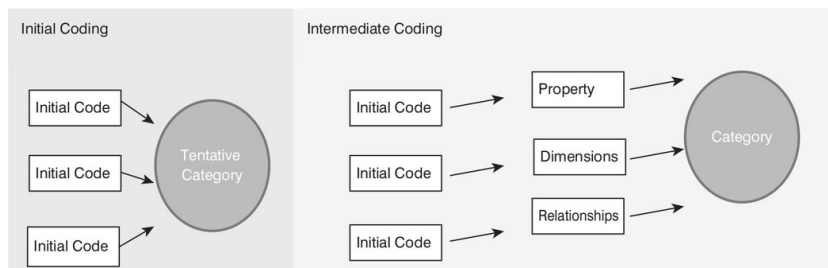 Initial Coding
Intermediate Coding
Initial Code
Initial Code
Initial Code
Tentative
Category
Initial Code
Initial Code
Initial Code
Property
Dimensions
Relationships
Category